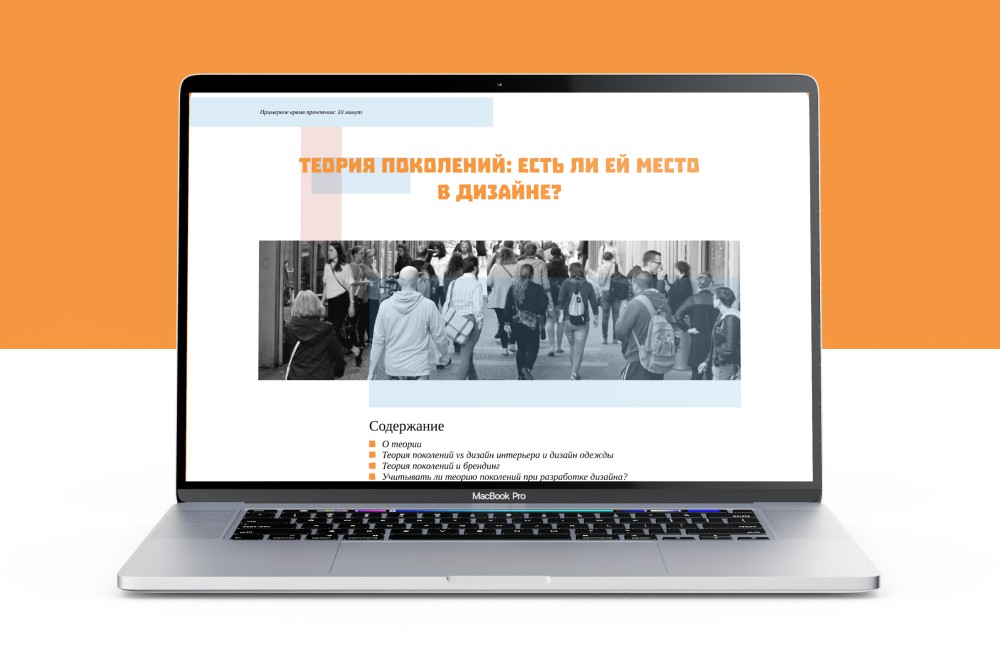 Примерное время прочтения: 10 минут
ТЕОРИЯ ПОКОЛЕНИЙ: ЕСТЬ ЛИ ЕЙ МЕСТО
В ДИЗАЙНЕ?
Содержание
О теории
Теория поколений vs дизайн интерьера и дизайн одежды
Теория поколений и брендинг
Учитывать ли теорию поколений при разработке дизайна?
MacBook Pro